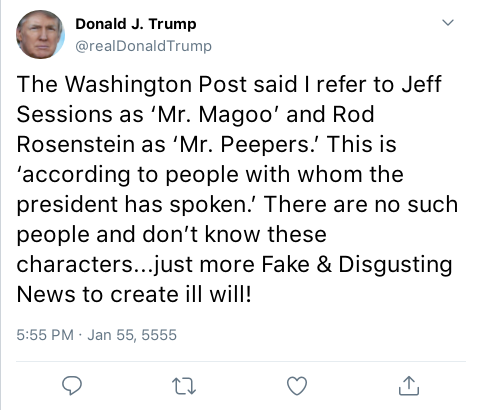 Donald J. Trump
@realDonaldTrump
The Washington Post said I refer to Jeff
Sessions as ‘Mr. Magoo’ and Rod
Rosenstein as ‘Mr. Peepers.’ This is
‘according to people with whom the
president has spoken.’ There are no such
people and don’t know these
characters...just more Fake & Disgusting
News to create ill will!
5:55 PM · Jan 55, 5555